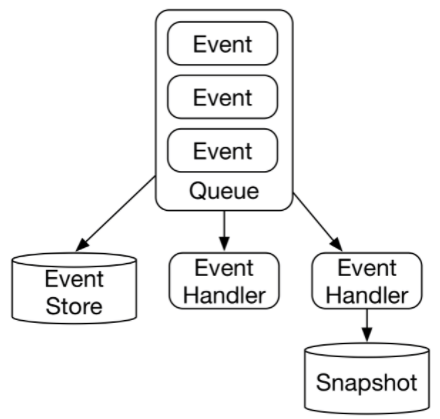 Event
Event
Event
Queue
Event
Store
Event
Handler
Event
Handler
Snapshot